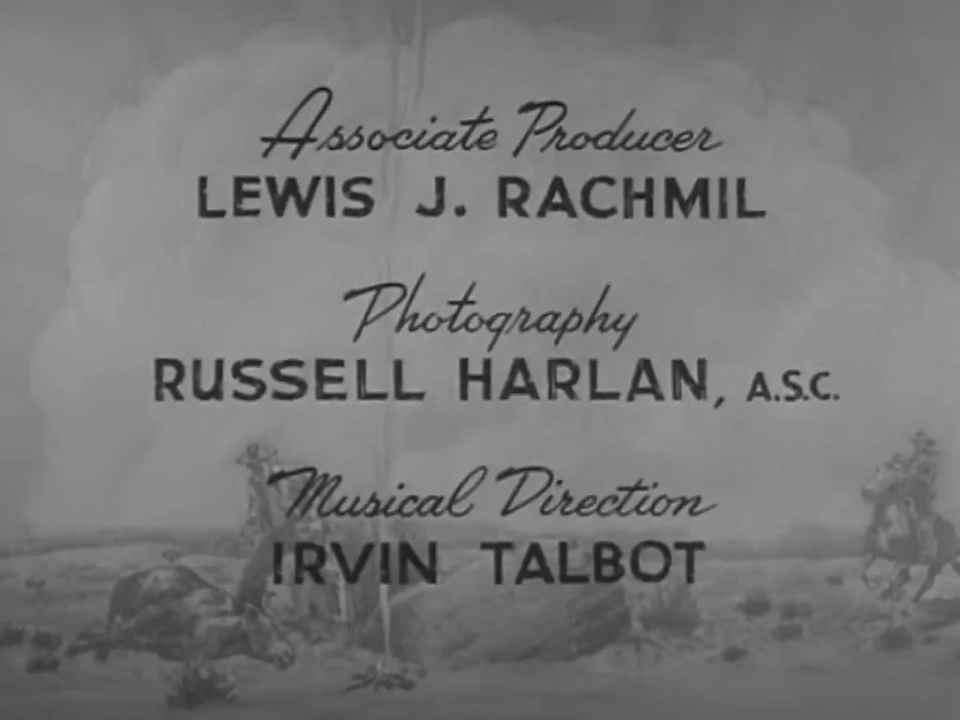 Associate Producer
LEWIS J. RACHMIL
Photography
RUSSELL HARLAN, A.S.C.
Musical Direction
IRVIN TALBOT